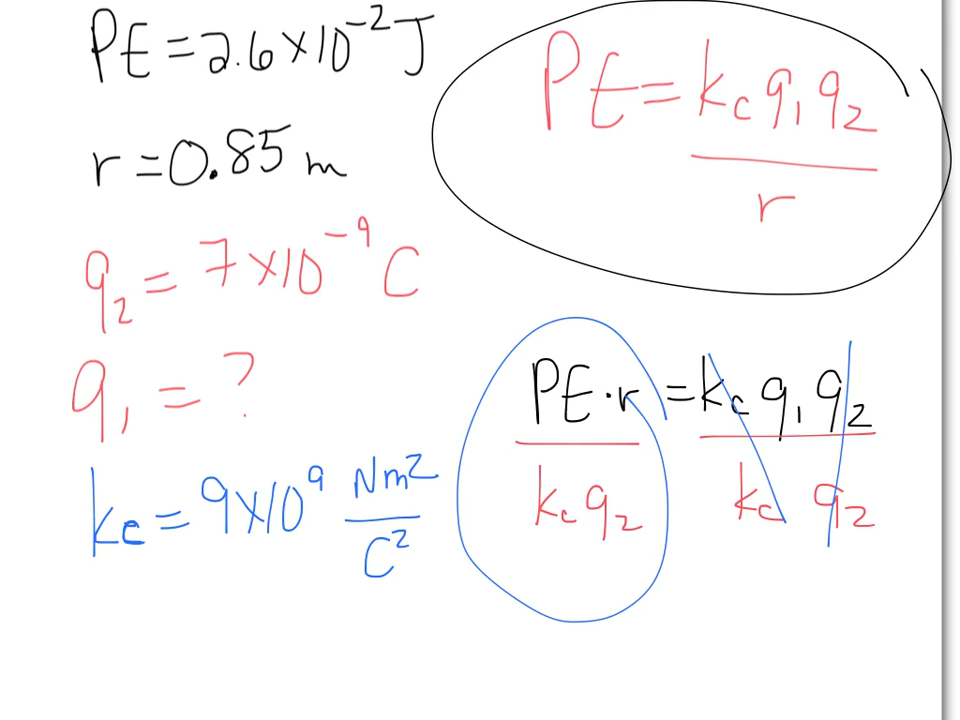 PE = 2.6 × 10⁻² J
r = 0.85 m
q₂ = 7 × 10⁻⁹ C
q₁ = ?
kc = 9 × 10⁹ Nm² / C²
PE = kc q₁ q₂ / r
PE · r = kc q₁ q₂
kc q₂ kc q₂